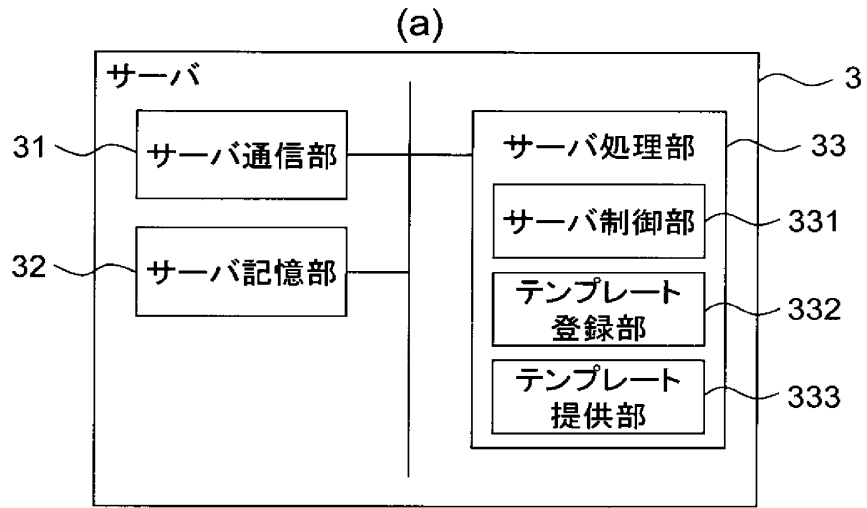 (a)
サーバ
3
31
サーバ通信部
サーバ処理部
33
サーバ制御部
331
32
サーバ記憶部
テンプレート
登録部
332
テンプレート
提供部
333